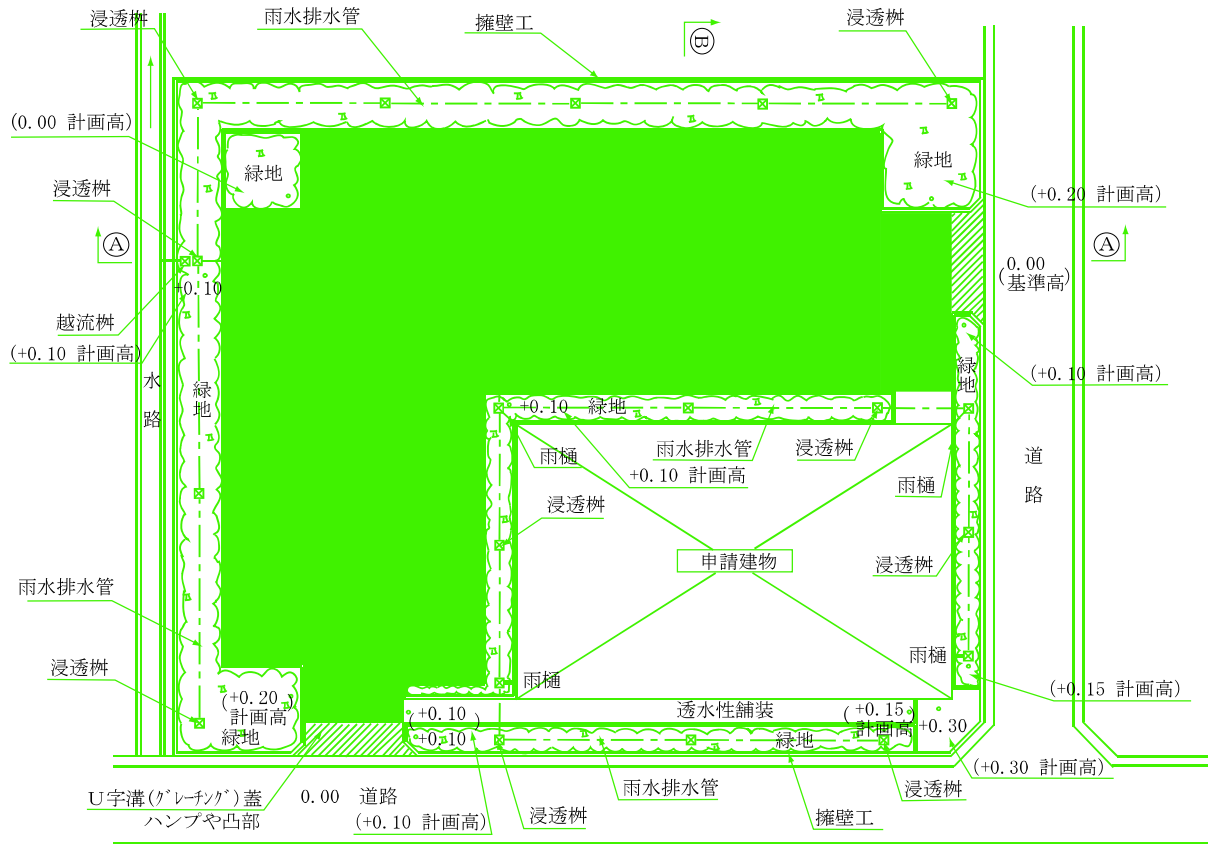 浸透桝
雨水排水管
擁壁工
Ⓑ
浸透桝
(0.00 計画高)
緑地
緑地
浸透桝
(+0.20 計画高)
Ⓐ
Ⓐ
0.00
(基準高)
+0.10
越流桝
(+0.10 計画高)
水路
緑地
緑地
(+0.10 計画高)
+0.10 緑地
雨水排水管
浸透桝
雨樋
+0.10 計画高
道路
雨樋
浸透桝
申請建物
浸透桝
雨水排水管
雨樋
浸透桝
雨樋
(+0.15 計画高)
(+0.20)
計画高
緑地
(+0.10)
+0.10
透水性舗装
(+0.15)
計画高
+0.30
緑地
(+0.30 計画高)
U字溝(グレーチング)蓋
ハンプや凸部
0.00 道路
(+0.10 計画高)
浸透桝
雨水排水管
擁壁工
浸透桝